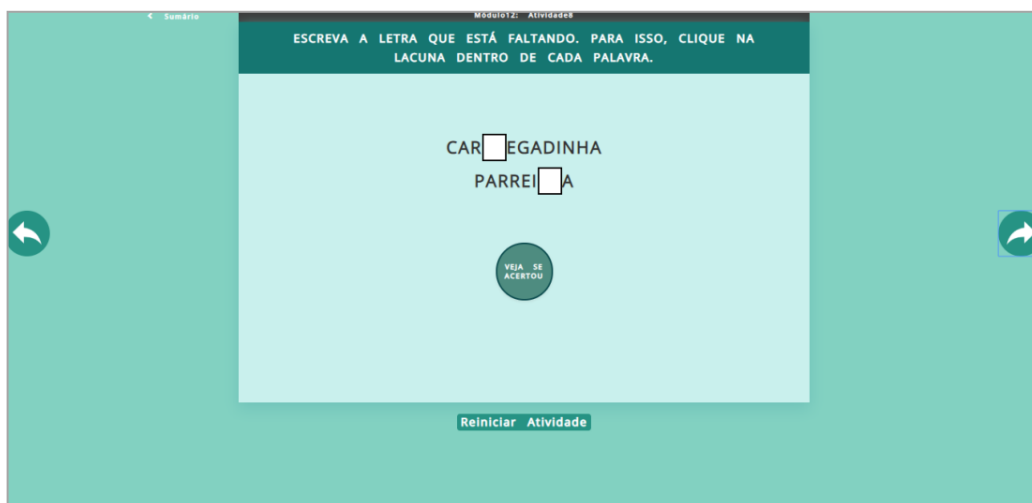 < Sumário
Módulo12: Atividade8
ESCREVA A LETRA QUE ESTÁ FALTANDO. PARA ISSO, CLIQUE NA
LACUNA DENTRO DE CADA PALAVRA.
CAR EGADINHA
PARREI A
VEJA SE
ACERTOU
Reiniciar Atividade